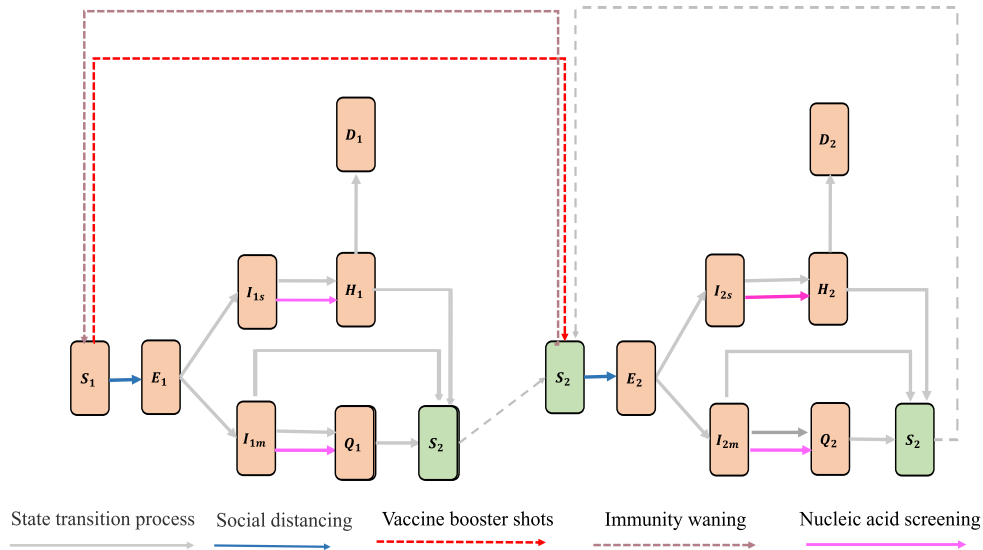 D₁
D₂
I₁ₛ
H₁
I₂ₛ
H₂
S₁
E₁
S₂
E₂
I₁ₘ
Q₁
S₂
I₂ₘ
Q₂
S₂
State transition process
Social distancing
Vaccine booster shots
Immunity waning
Nucleic acid screening